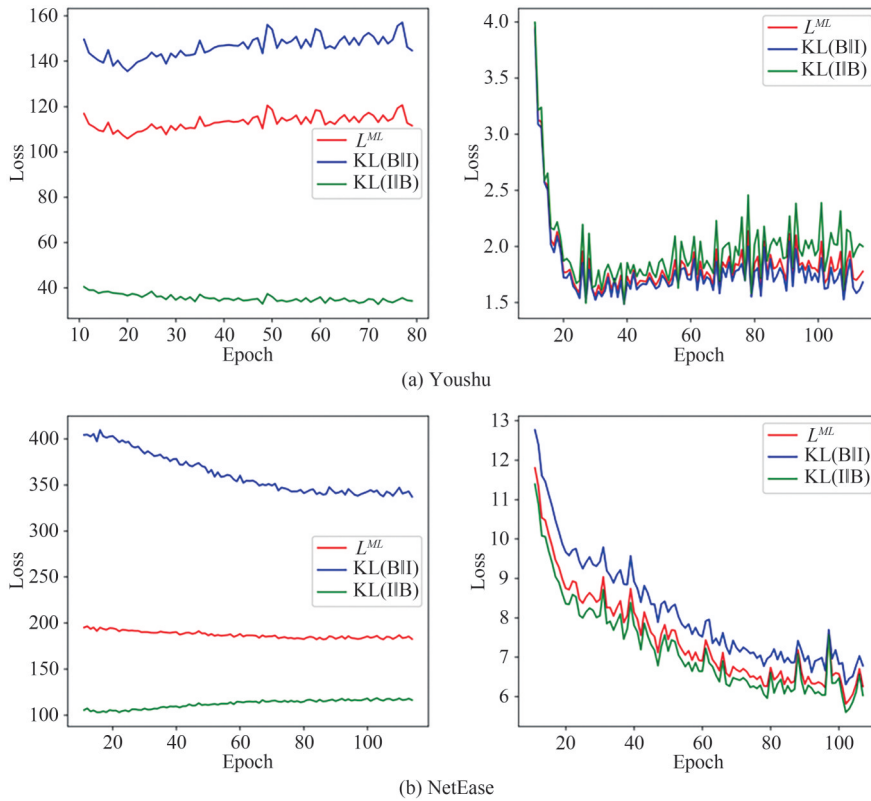 160
140
120
100
80
60
40
Loss
10 20 30 40 50 60 70 80
Epoch
L^ML
KL(B‖I)
KL(I‖B)
4.0
3.5
3.0
2.5
2.0
1.5
Loss
20 40 60 80 100
Epoch
L^ML
KL(B‖I)
KL(I‖B)
(a) Youshu
400
350
300
250
200
150
100
Loss
20 40 60 80 100
Epoch
L^ML
KL(B‖I)
KL(I‖B)
13
12
11
10
9
8
7
6
Loss
20 40 60 80 100
Epoch
L^ML
KL(B‖I)
KL(I‖B)
(b) NetEase